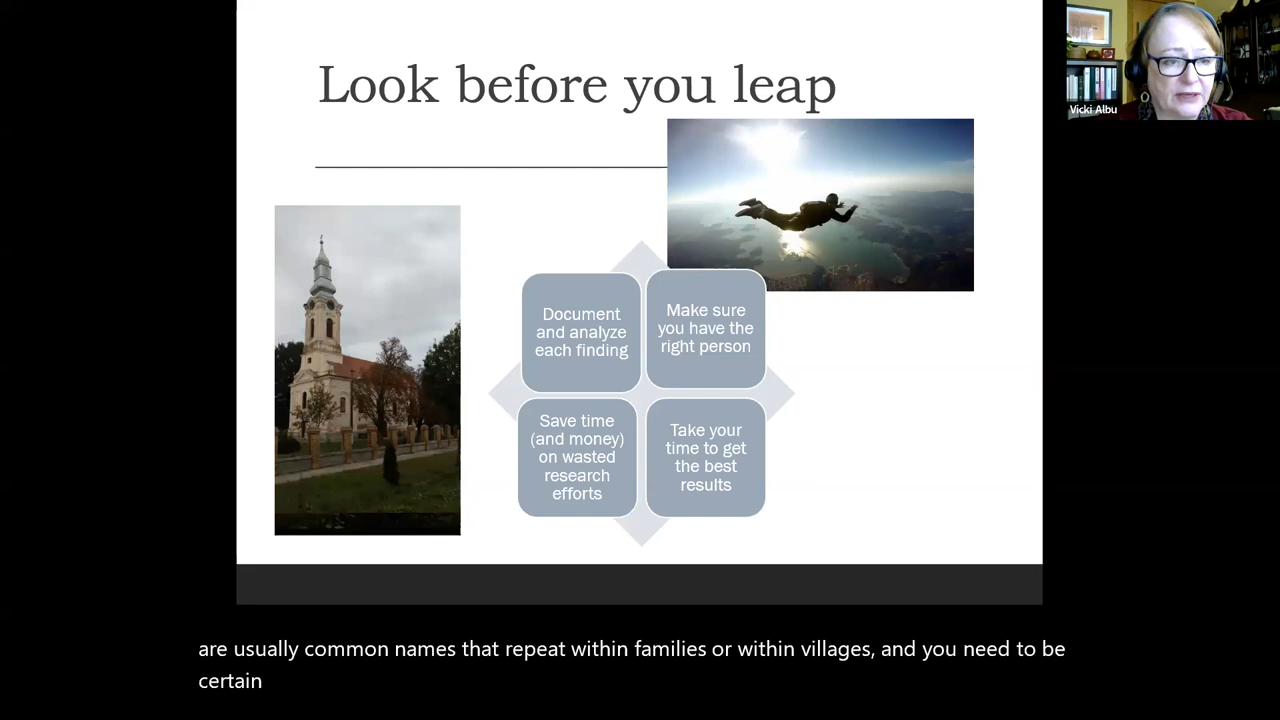 Look before you leap
Vicki Albu
Document
and analyze
each finding
Make sure
you have the
right person
Save time
(and money)
on wasted
research
efforts
Take your
time to get
the best
results
are usually common names that repeat within families or within villages, and you need to be
certain